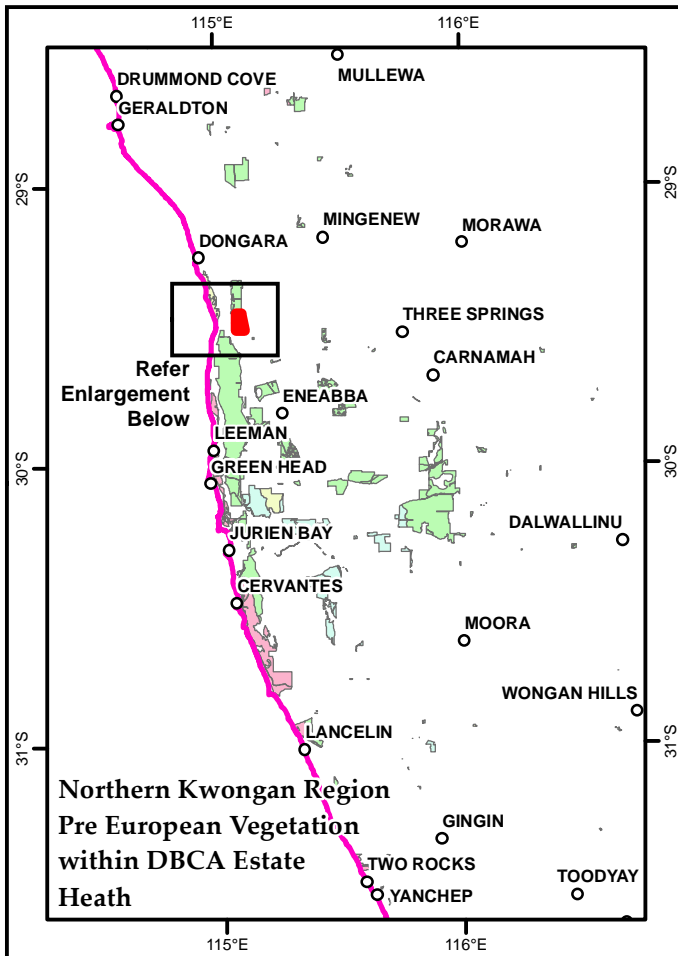 115°E
116°E
MULLEWA
DRUMMOND COVE
GERALDTON
29°S
29°S
MINGENEW
MORAWA
DONGARA
THREE SPRINGS
CARNAMAH
Refer
Enlargement
Below
ENEABBA
LEEMAN
30°S
30°S
GREEN HEAD
DALWALLINU
JURIEN BAY
CERVANTES
MOORA
WONGAN HILLS
31°S
31°S
LANCELIN
Northern Kwongan Region
Pre European Vegetation
within DBCA Estate
Heath
GINGIN
TWO ROCKS
TOODYAY
YANCHEP
115°E
116°E